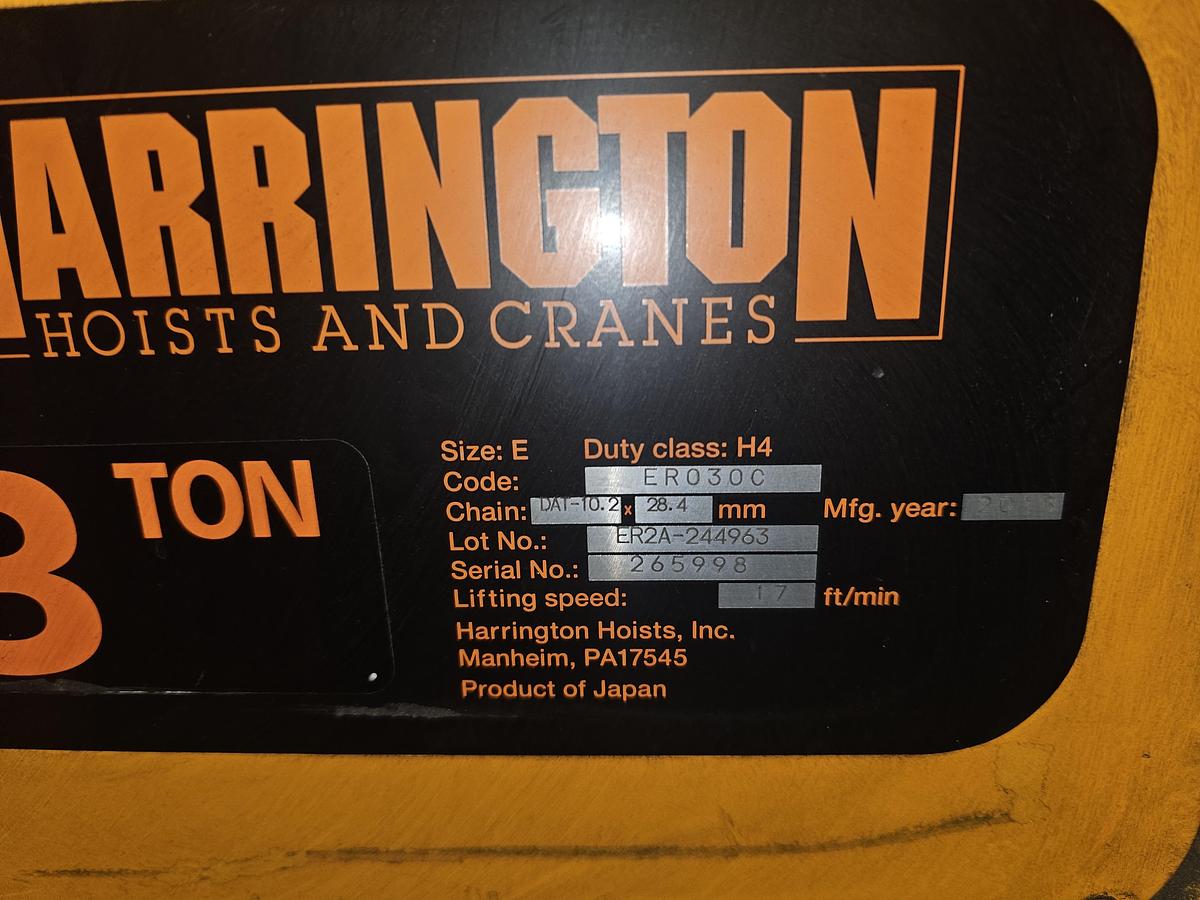 ARRINGTON
HOISTS AND CRANES
TON
Size: E Duty class: H4
Code: ER030C
Chain: DAT-10.2 x 28.4 mm Mfg. year:
Lot No.: ER2A-244963
Serial No.: 265998
Lifting speed: 17 ft/min
Harrington Hoists, Inc.
Manheim, PA17545
Product of Japan